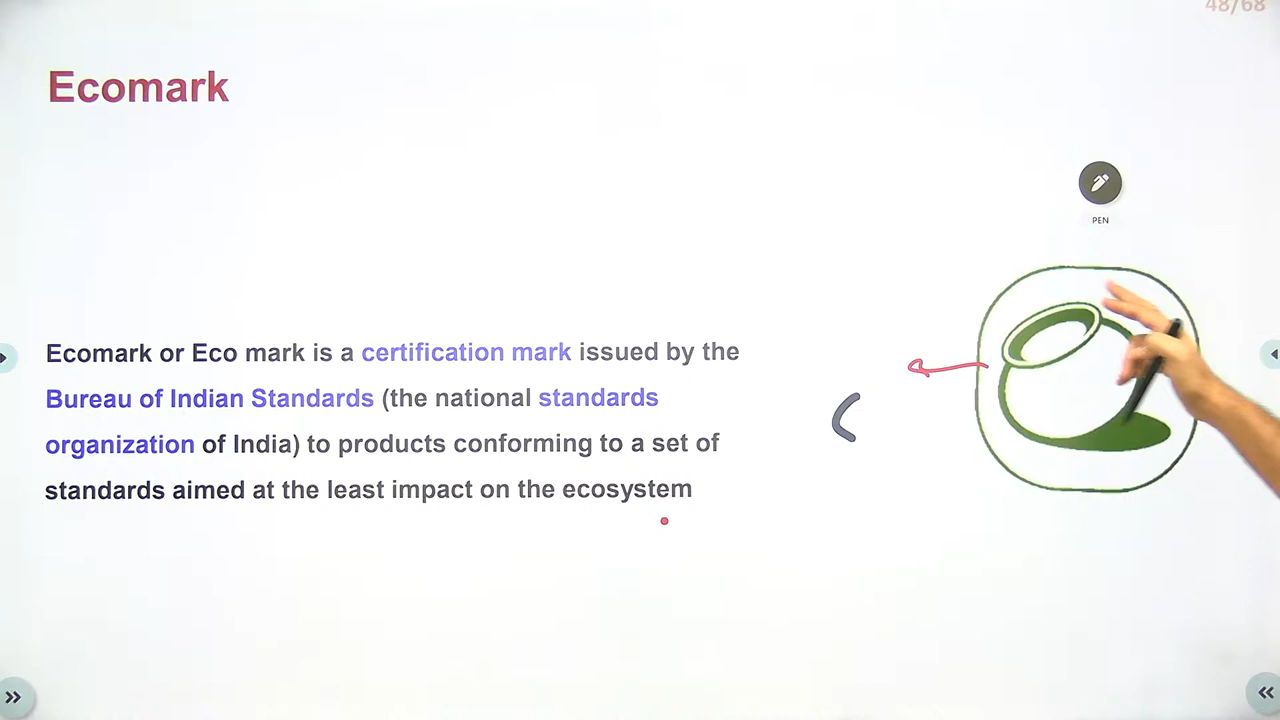 48/68
Ecomark
PEN
Ecomark or Eco mark is a certification mark issued by the
Bureau of Indian Standards (the national standards
organization of India) to products conforming to a set of
standards aimed at the least impact on the ecosystem